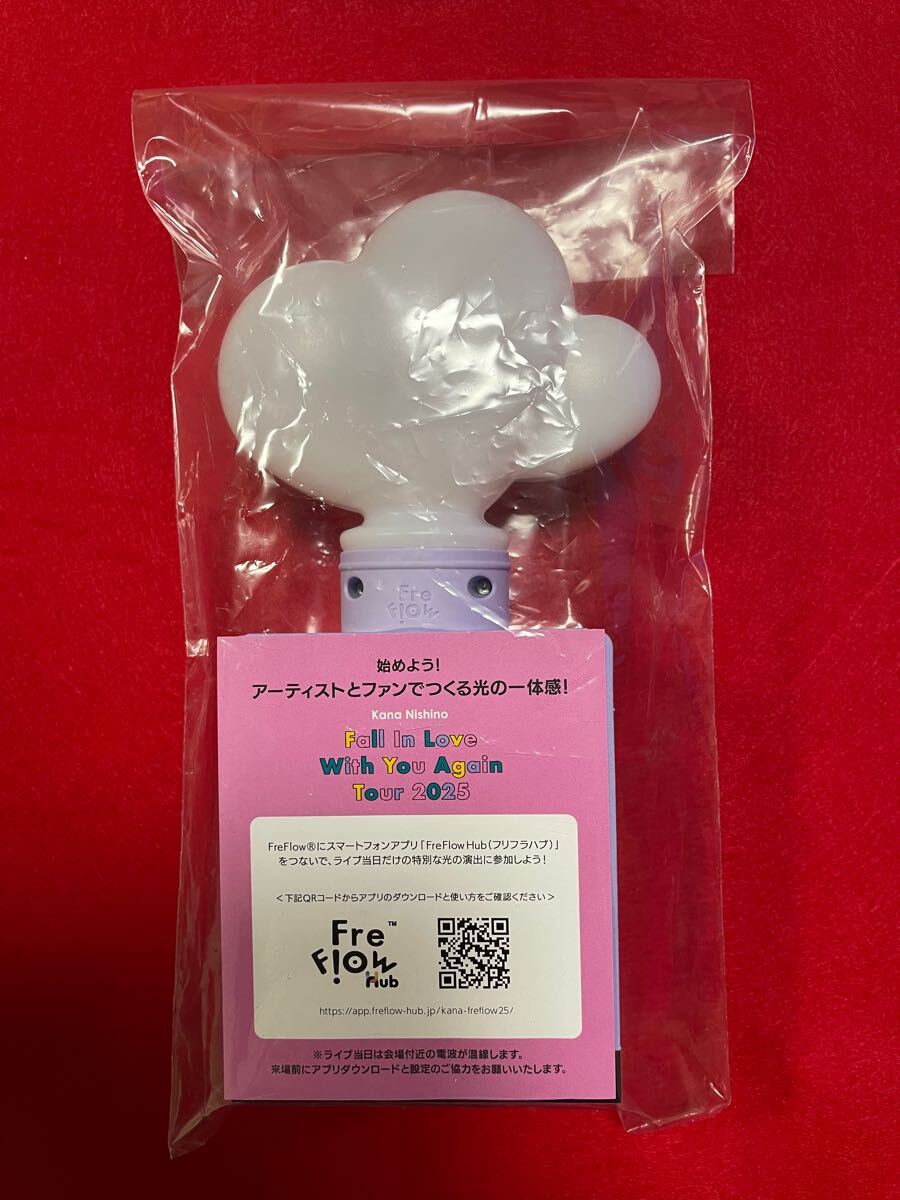 Fre
Flow
始めよう!
アーティストとファンでつくる光の一体感!
Kana Nishino
Fall In Love
With You Again
Tour 2025
FreFlow®にスマートフォンアプリ「FreFlow Hub(フリフラハブ)」
をつないで、ライブ当日だけの特別な光の演出に参加しよう!
<下記QRコードからアプリのダウンロードと使い方をご確認ください>
Fre™
Flow
Hub
https://app.freflow-hub.jp/kana-freflow25/
※ライブ当日は会場付近の電波が混線します。
来場前にアプリダウンロードと設定のご協力をお願いいたします。